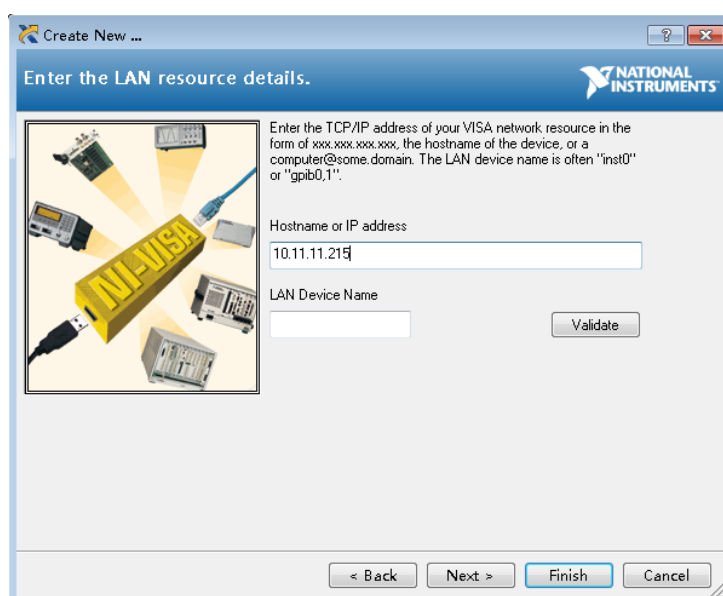 Create New ...
Enter the LAN resource details.
NATIONAL
INSTRUMENTS
Enter the TCP/IP address of your VISA network resource in the
form of xxx.xxx.xxx.xxx, the hostname of the device, or a
computer@some.domain. The LAN device name is often "inst0"
or "gpib0,1".
NI-VISA
Hostname or IP address
10.11.11.215
LAN Device Name
Validate
< Back
Next >
Finish
Cancel